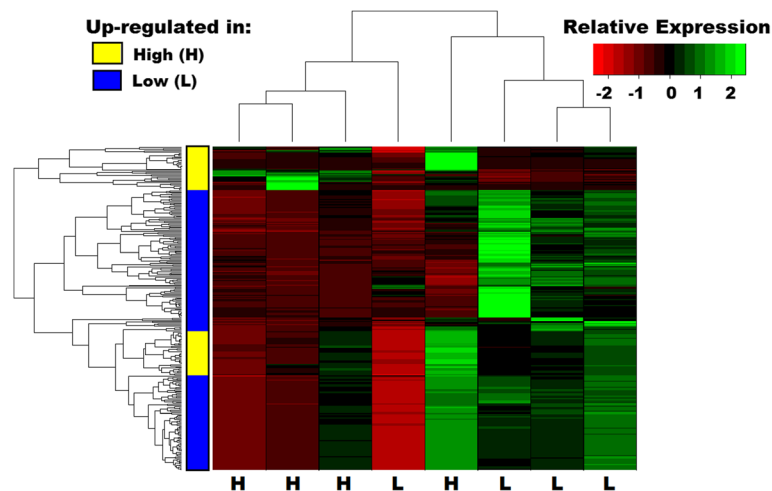 Up-regulated in:
High (H)
Low (L)
Relative Expression
-2 -1 0 1 2
H H H L H L L L